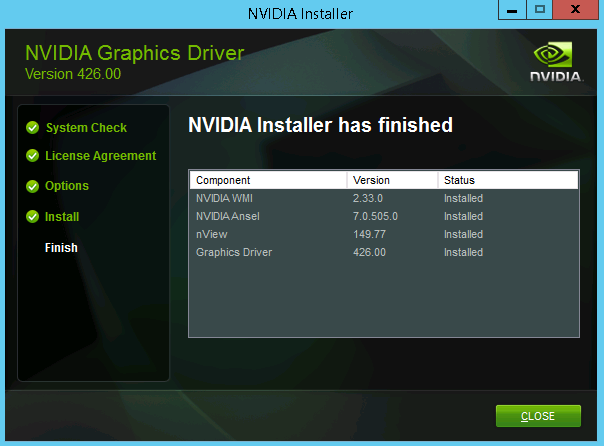 NVIDIA Installer
NVIDIA Graphics Driver
Version 426.00
NVIDIA.
System Check
License Agreement
Options
Install
Finish
NVIDIA Installer has finished
Component Version Status
NVIDIA WMI 2.33.0 Installed
NVIDIA Ansel 7.0.505.0 Installed
nView 149.77 Installed
Graphics Driver 426.00 Installed
CLOSE